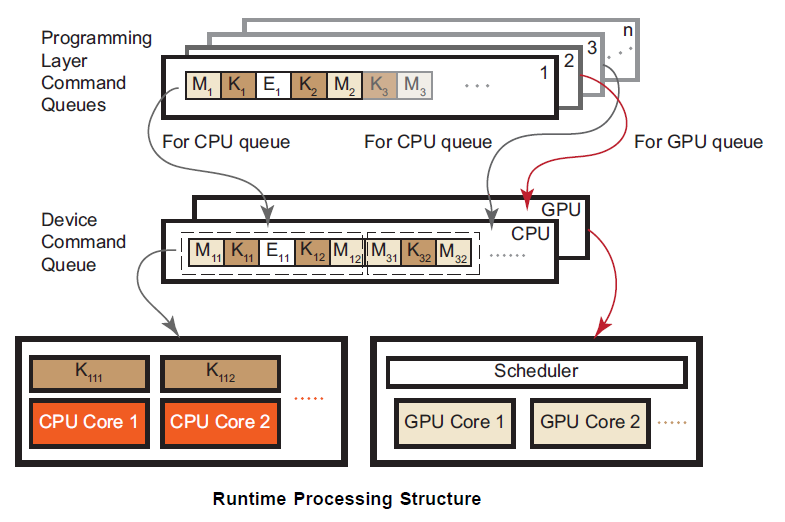 Programming
Layer
Command
Queues
n
3
2
1
M1 K1 E1 K2 M2 K3 M3 ...
For CPU queue
For CPU queue
For GPU queue
Device
Command
Queue
GPU
CPU
M11 K11 E11 K12 M12 M31 K32 M32 ......
K111
K112
CPU Core 1
CPU Core 2
.....
Scheduler
GPU Core 1
GPU Core 2
.....
Runtime Processing Structure